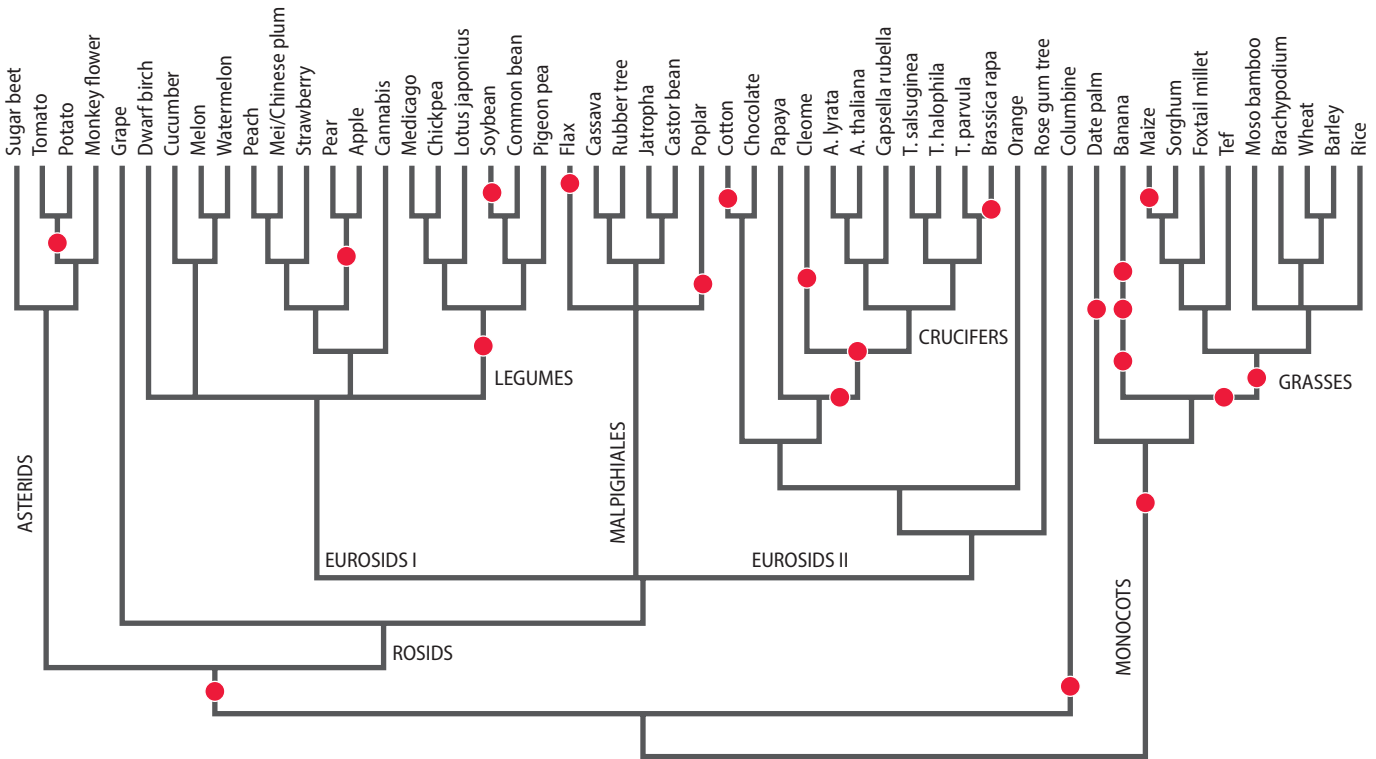 Sugar beet
Tomato
Potato
Monkey flower
Grape
Dwarf birch
Cucumber
Melon
Watermelon
Peach
Mei/Chinese plum
Strawberry
Pear
Apple
Cannabis
Medicago
Chickpea
Lotus japonicus
Soybean
Common bean
Pigeon pea
Flax
Cassava
Rubber tree
Jatropha
Castor bean
Poplar
Cotton
Chocolate
Papaya
Cleome
A. lyrata
A. thaliana
Capsella rubella
T. salsuginea
T. halophila
T. parvula
Brassica rapa
Orange
Rose gum tree
Columbine
Date palm
Banana
Maize
Sorghum
Foxtail millet
Tef
Moso bamboo
Brachypodium
Wheat
Barley
Rice
CRUCIFERS
LEGUMES
GRASSES
ASTERIDS
MALPIGHIALES
EUROSIDS I
EUROSIDS II
MONOCOTS
ROSIDS